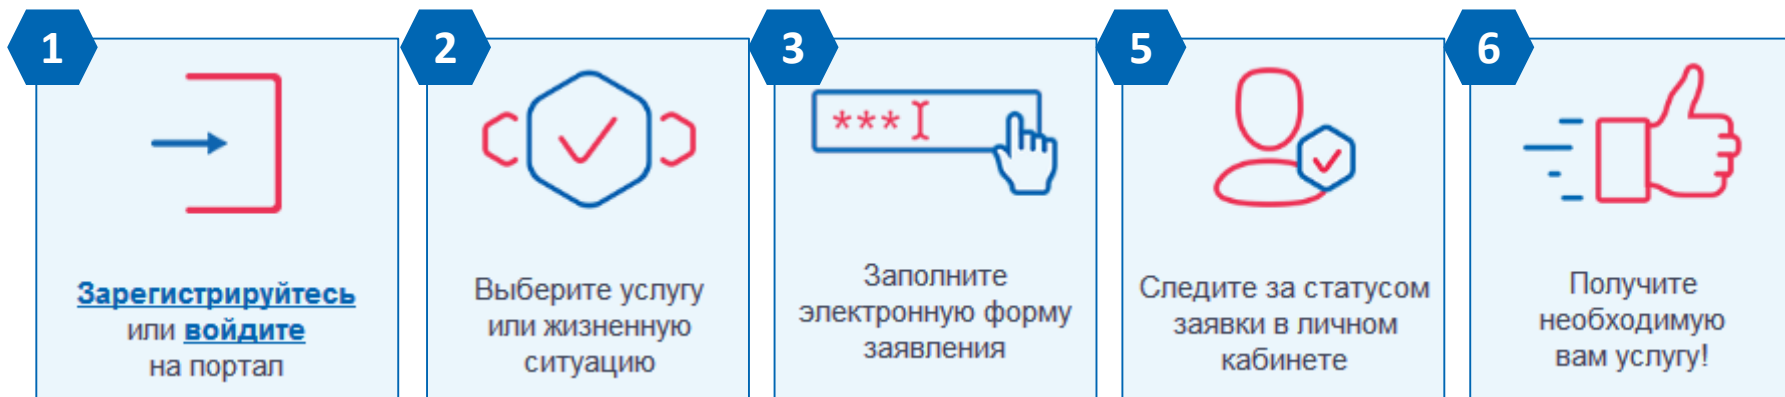 1
Зарегистрируйтесь
или войдите
на портал
2
Выберите услугу
или жизненную
ситуацию
3
***
Заполните
электронную форму
заявления
5
Следите за статусом
заявки в личном
кабинете
6
Получите
необходимую
вам услугу!